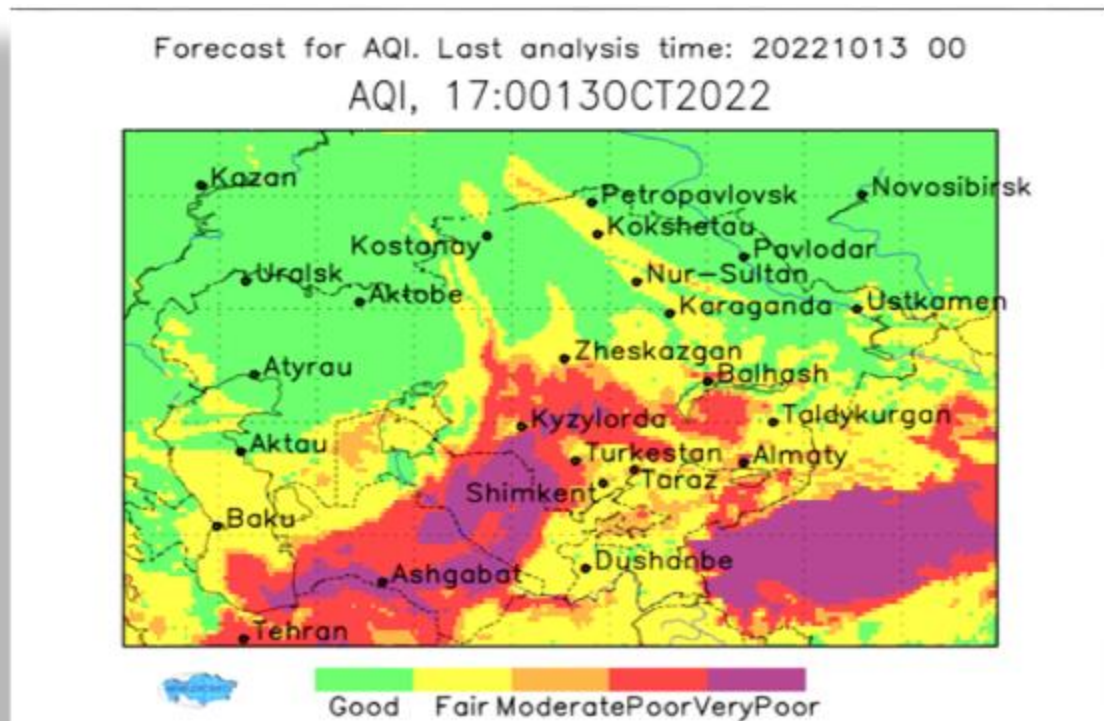 Forecast for AQI. Last analysis time: 20221013 00
AQI, 17:0013OCT2022
Kazan
Novosibirsk
Petropavlovsk
Kokshetau
Kostanay
Pavlodar
Uralsk
Nur-Sultan
Aktobe
Karaganda
Ustkamen
Zheskazgan
Atyrau
Balhash
Kyzylorda
Taldykurgan
Aktau
Turkestan
Almaty
Taraz
Shimkent
Baku
Dushanbe
Ashgabat
Tehran
Good Fair Moderate Poor VeryPoor